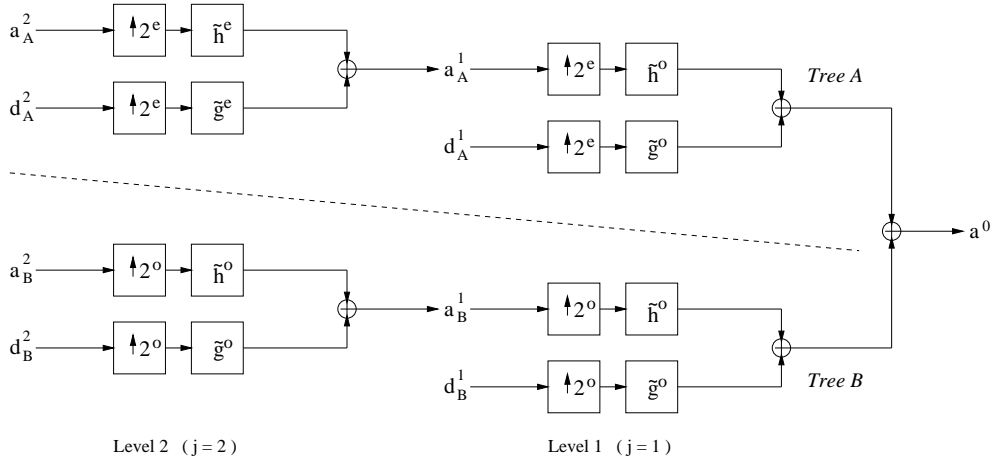 a_A^2 ↑2^e h̃^e
a_A^1 ↑2^e h̃^o Tree A
d_A^2 ↑2^e g̃^e
d_A^1 ↑2^e g̃^o
a^0
a_B^2 ↑2^o h̃^o
a_B^1 ↑2^o h̃^o
d_B^2 ↑2^o g̃^o
d_B^1 ↑2^o g̃^o Tree B
Level 2 ( j = 2 ) Level 1 ( j = 1 )